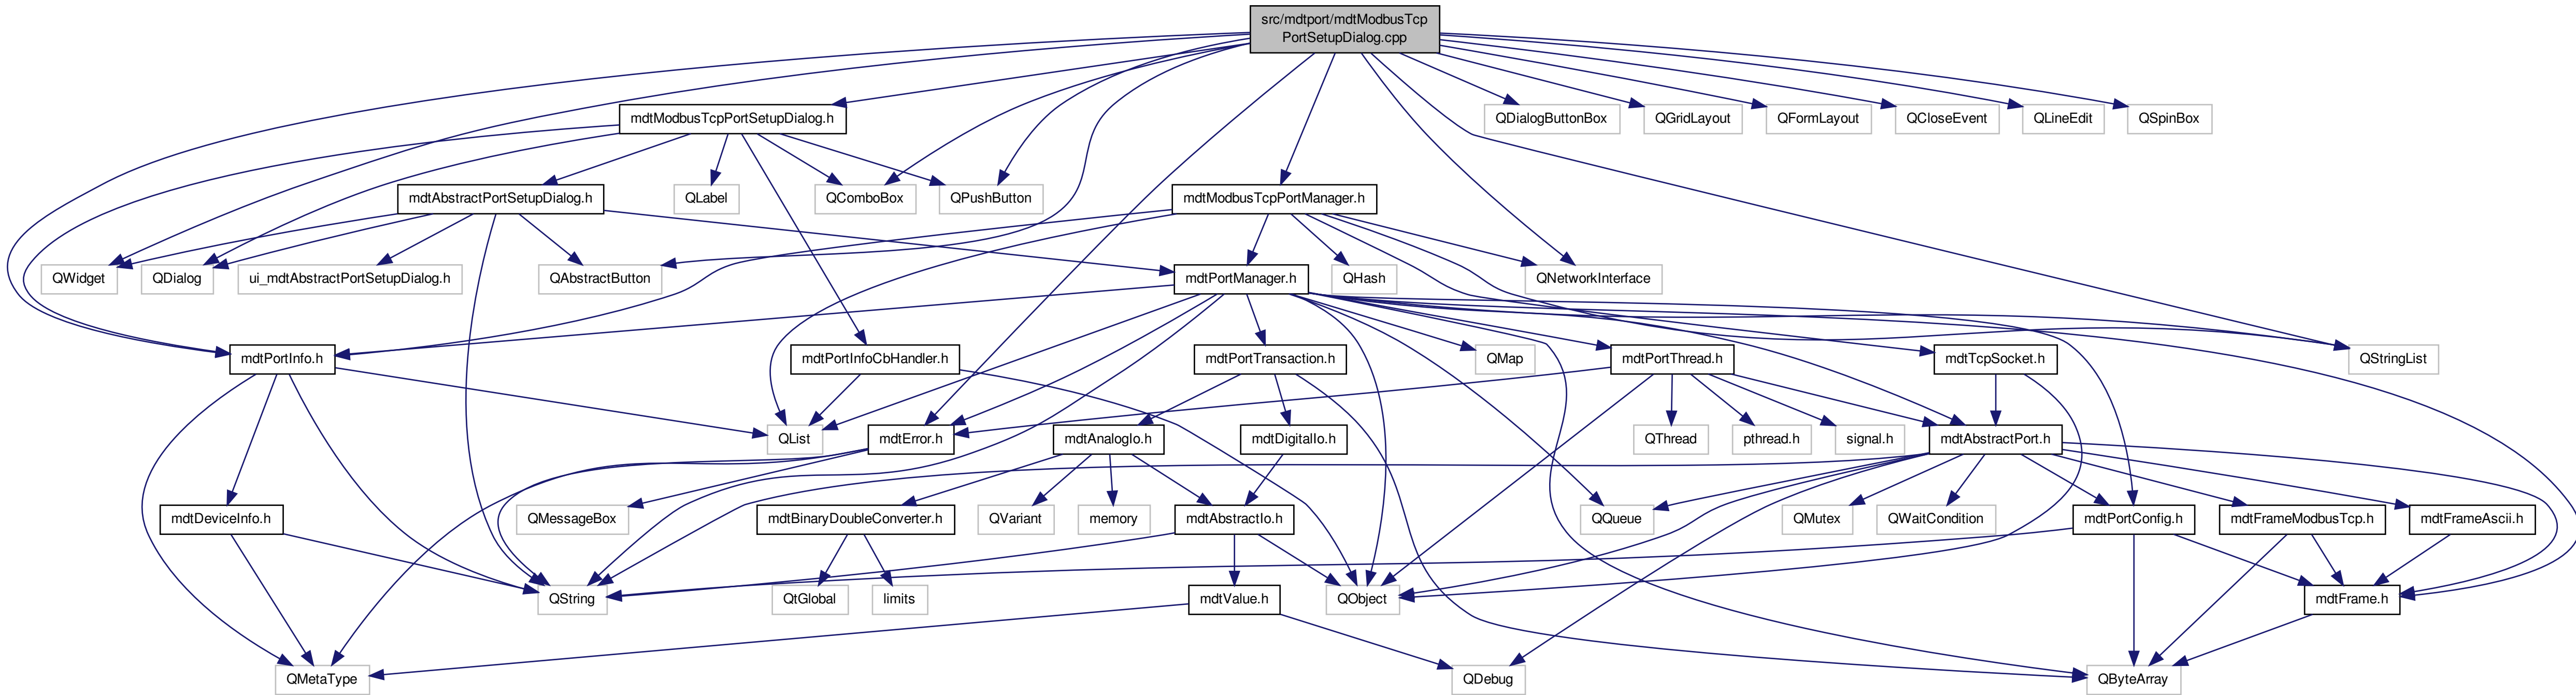 src/mdtport/mdtModbusTcp
PortSetupDialog.cpp
mdtModbusTcpPortSetupDialog.h
QDialogButtonBox
QGridLayout
QFormLayout
QCloseEvent
QLineEdit
QSpinBox
mdtAbstractPortSetupDialog.h
QLabel
QComboBox
QPushButton
mdtModbusTcpPortManager.h
QWidget
QDialog
ui_mdtAbstractPortSetupDialog.h
QAbstractButton
mdtPortManager.h
QHash
QNetworkInterface
mdtPortInfo.h
mdtPortInfoCbHandler.h
mdtPortTransaction.h
QMap
mdtPortThread.h
mdtTcpSocket.h
QStringList
QList
mdtError.h
mdtAnalogIo.h
mdtDigitalIo.h
QThread
pthread.h
signal.h
mdtAbstractPort.h
mdtDeviceInfo.h
QMessageBox
mdtBinaryDoubleConverter.h
QVariant
memory
mdtAbstractIo.h
QQueue
QMutex
QWaitCondition
mdtPortConfig.h
mdtFrameModbusTcp.h
mdtFrameAscii.h
QString
QtGlobal
limits
mdtValue.h
QObject
mdtFrame.h
QMetaType
QDebug
QByteArray